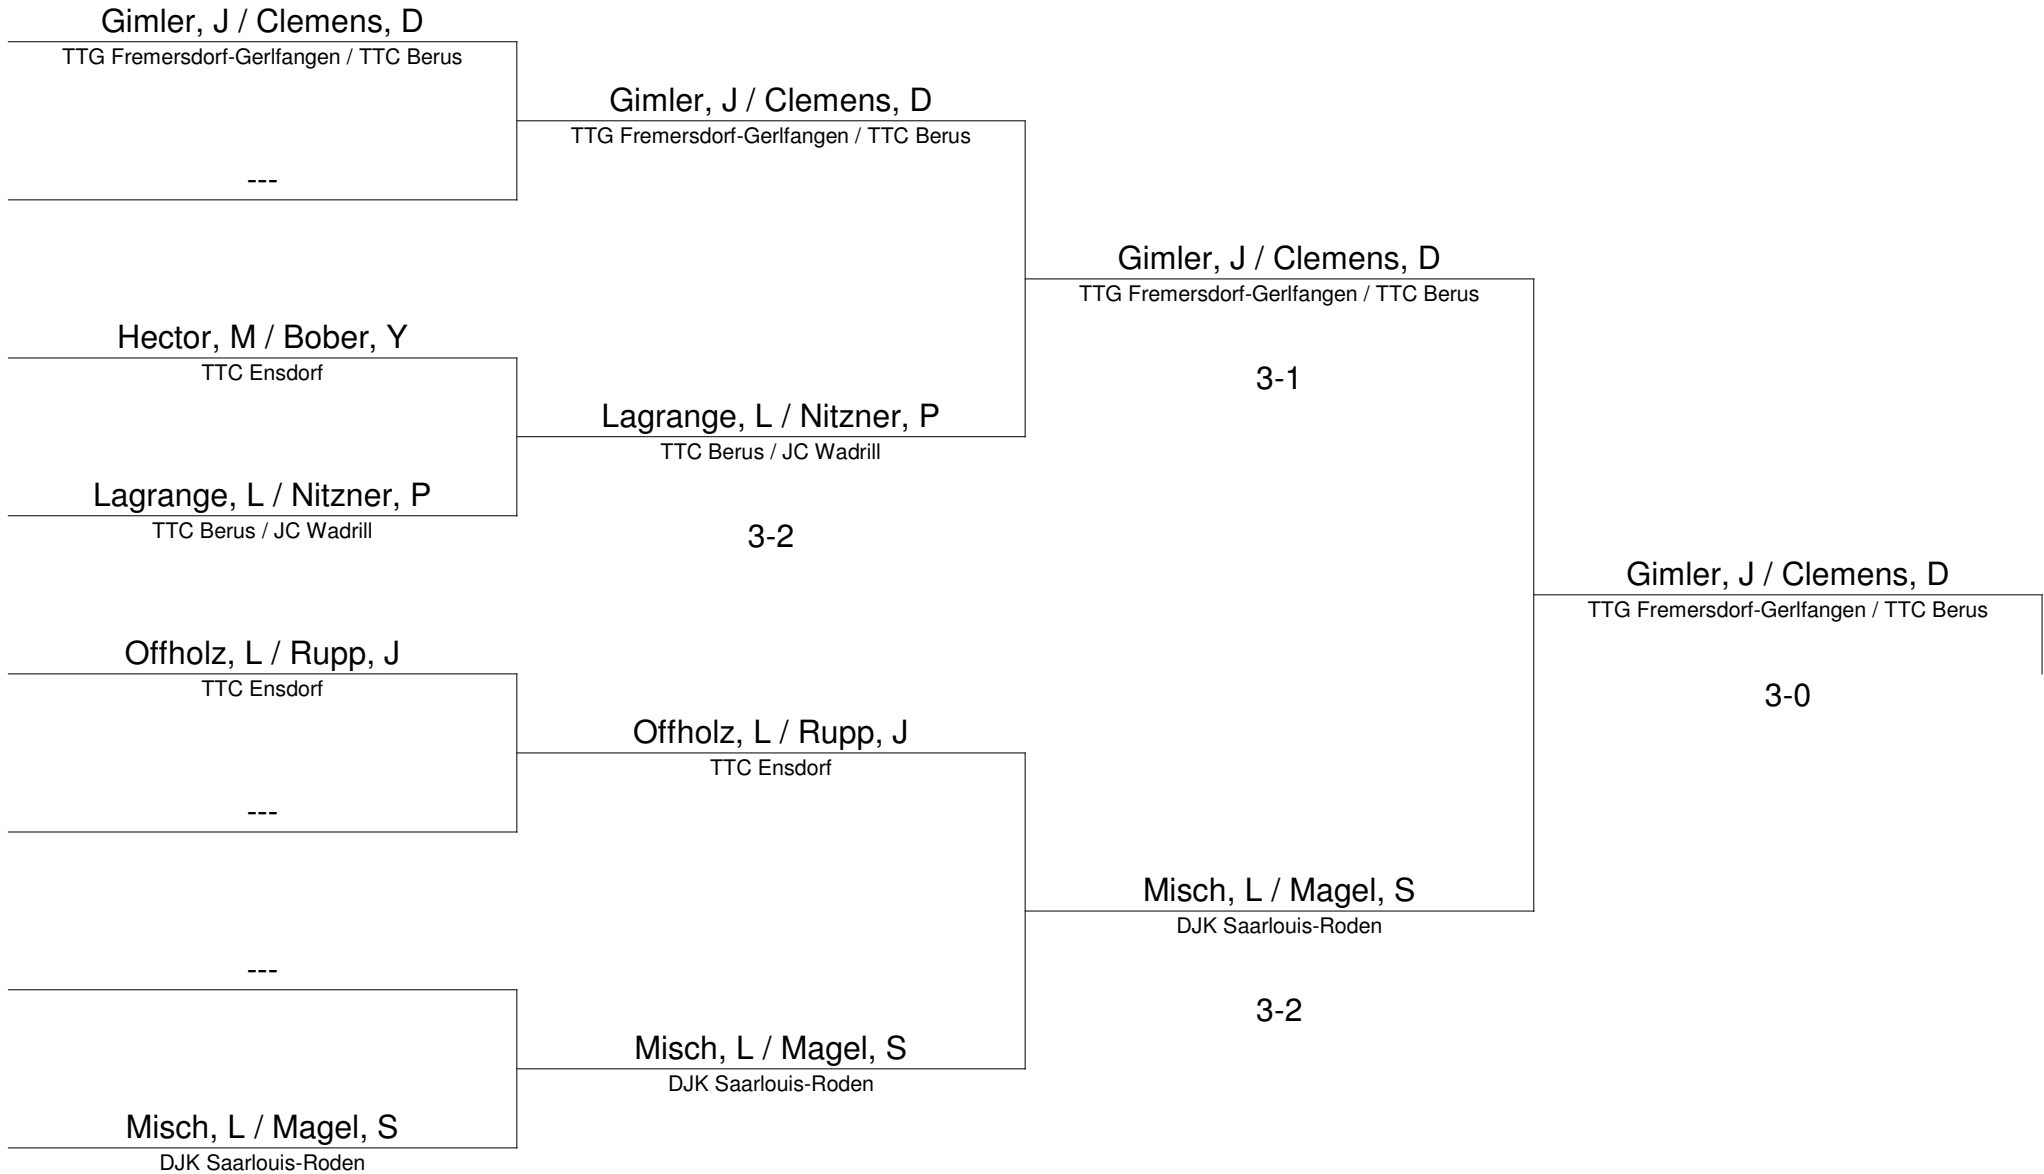 Gimler, J / Clemens, D
TTG Fremersdorf-Gerlfangen / TTC Berus
---
Hector, M / Bober, Y
TTC Ensdorf
Lagrange, L / Nitzner, P
TTC Berus / JC Wadrill
Offholz, L / Rupp, J
TTC Ensdorf
---
---
Misch, L / Magel, S
DJK Saarlouis-Roden
Gimler, J / Clemens, D
TTG Fremersdorf-Gerlfangen / TTC Berus
Lagrange, L / Nitzner, P
TTC Berus / JC Wadrill
3-2
Offholz, L / Rupp, J
TTC Ensdorf
Misch, L / Magel, S
DJK Saarlouis-Roden
Gimler, J / Clemens, D
TTG Fremersdorf-Gerlfangen / TTC Berus
3-1
Misch, L / Magel, S
DJK Saarlouis-Roden
3-2
Gimler, J / Clemens, D
TTG Fremersdorf-Gerlfangen / TTC Berus
3-0